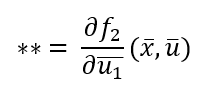 ** = ∂f₂/∂u̅₁ (x̄, ū)